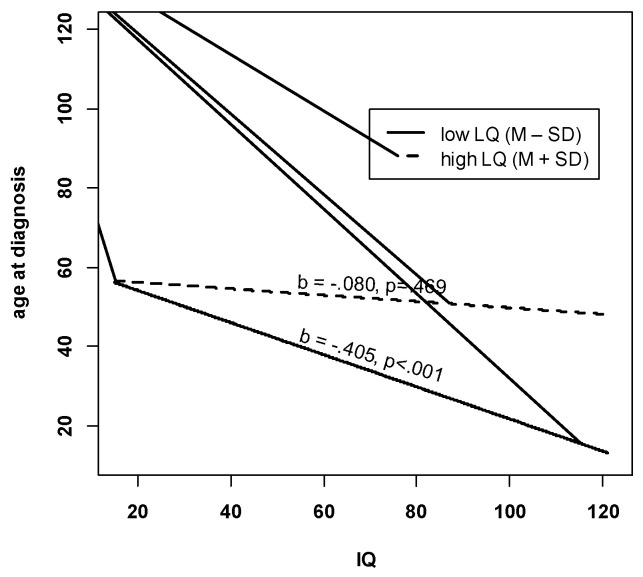 120
100
80
60
40
20
age at diagnosis
low LQ (M – SD)
high LQ (M + SD)
b = -.080, p=.469
b = -.405, p<.001
20 40 60 80 100 120
IQ